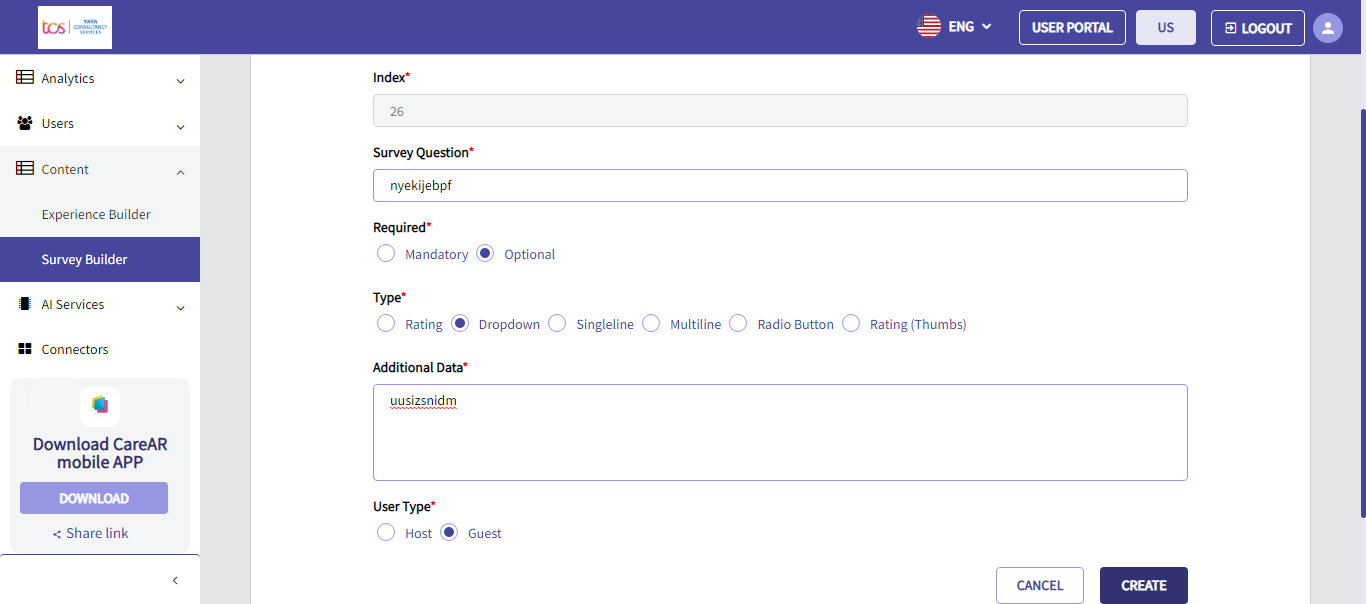 tcs TATA CONSULTANCY SERVICES
ENG
USER PORTAL
US
LOGOUT
Analytics
Users
Content
Experience Builder
Survey Builder
AI Services
Connectors
Download CareAR
mobile APP
DOWNLOAD
Share link
Index*
26
Survey Question*
nyekijebpf
Required*
Mandatory Optional
Type*
Rating Dropdown Singleline Multiline Radio Button Rating (Thumbs)
Additional Data*
uusizsnidm
User Type*
Host Guest
CANCEL CREATE